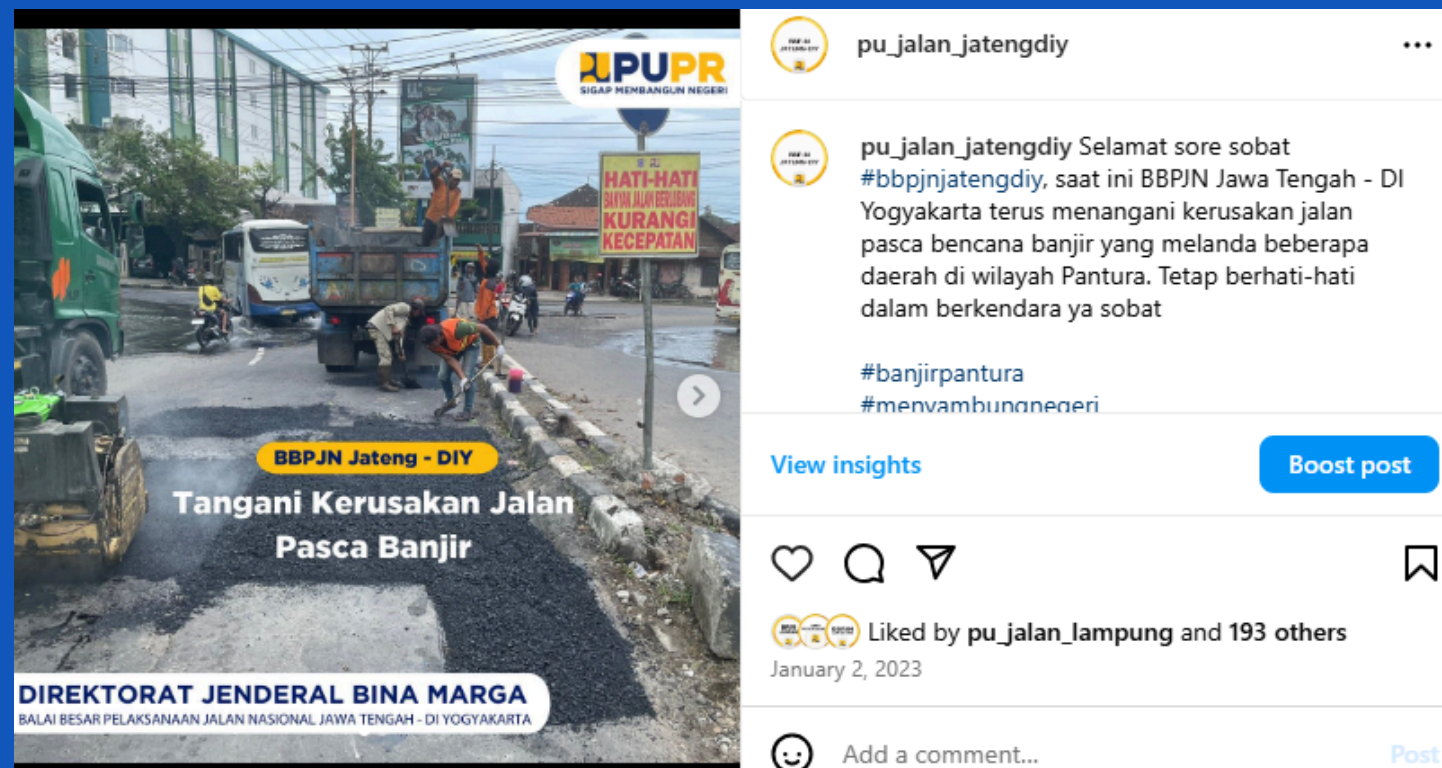 PUPR
SIGAP MEMBANGUN NEGERI
HATI-HATI
BANYAK JALAN BERLUBANG
KURANGI
KECEPATAN
BBPJN Jateng - DIY
Tangani Kerusakan Jalan
Pasca Banjir
DIREKTORAT JENDERAL BINA MARGA
BALAI BESAR PELAKSANAAN JALAN NASIONAL JAWA TENGAH - DI YOGYAKARTA
pu_jalan_jatengdiy
pu_jalan_jatengdiy Selamat sore sobat
#bbpjnjatengdiy, saat ini BBPJN Jawa Tengah - DI
Yogyakarta terus menangani kerusakan jalan
pasca bencana banjir yang melanda beberapa
daerah di wilayah Pantura. Tetap berhati-hati
dalam berkendara ya sobat
#banjirpantura
#menyambungnegeri
View insights
Boost post
Liked by pu_jalan_lampung and 193 others
January 2, 2023
Add a comment...
Post